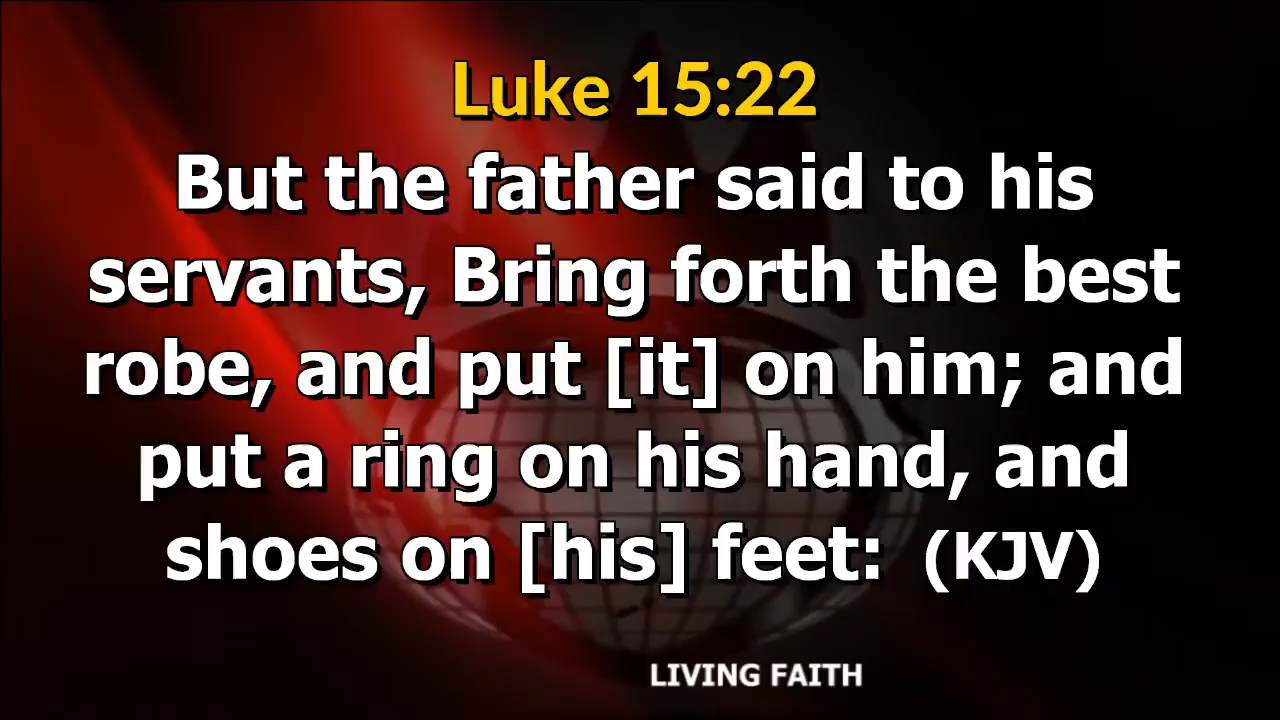 Luke 15:22
But the father said to his
servants, Bring forth the best
robe, and put [it] on him; and
put a ring on his hand, and
shoes on [his] feet: (KJV)
LIVING FAITH